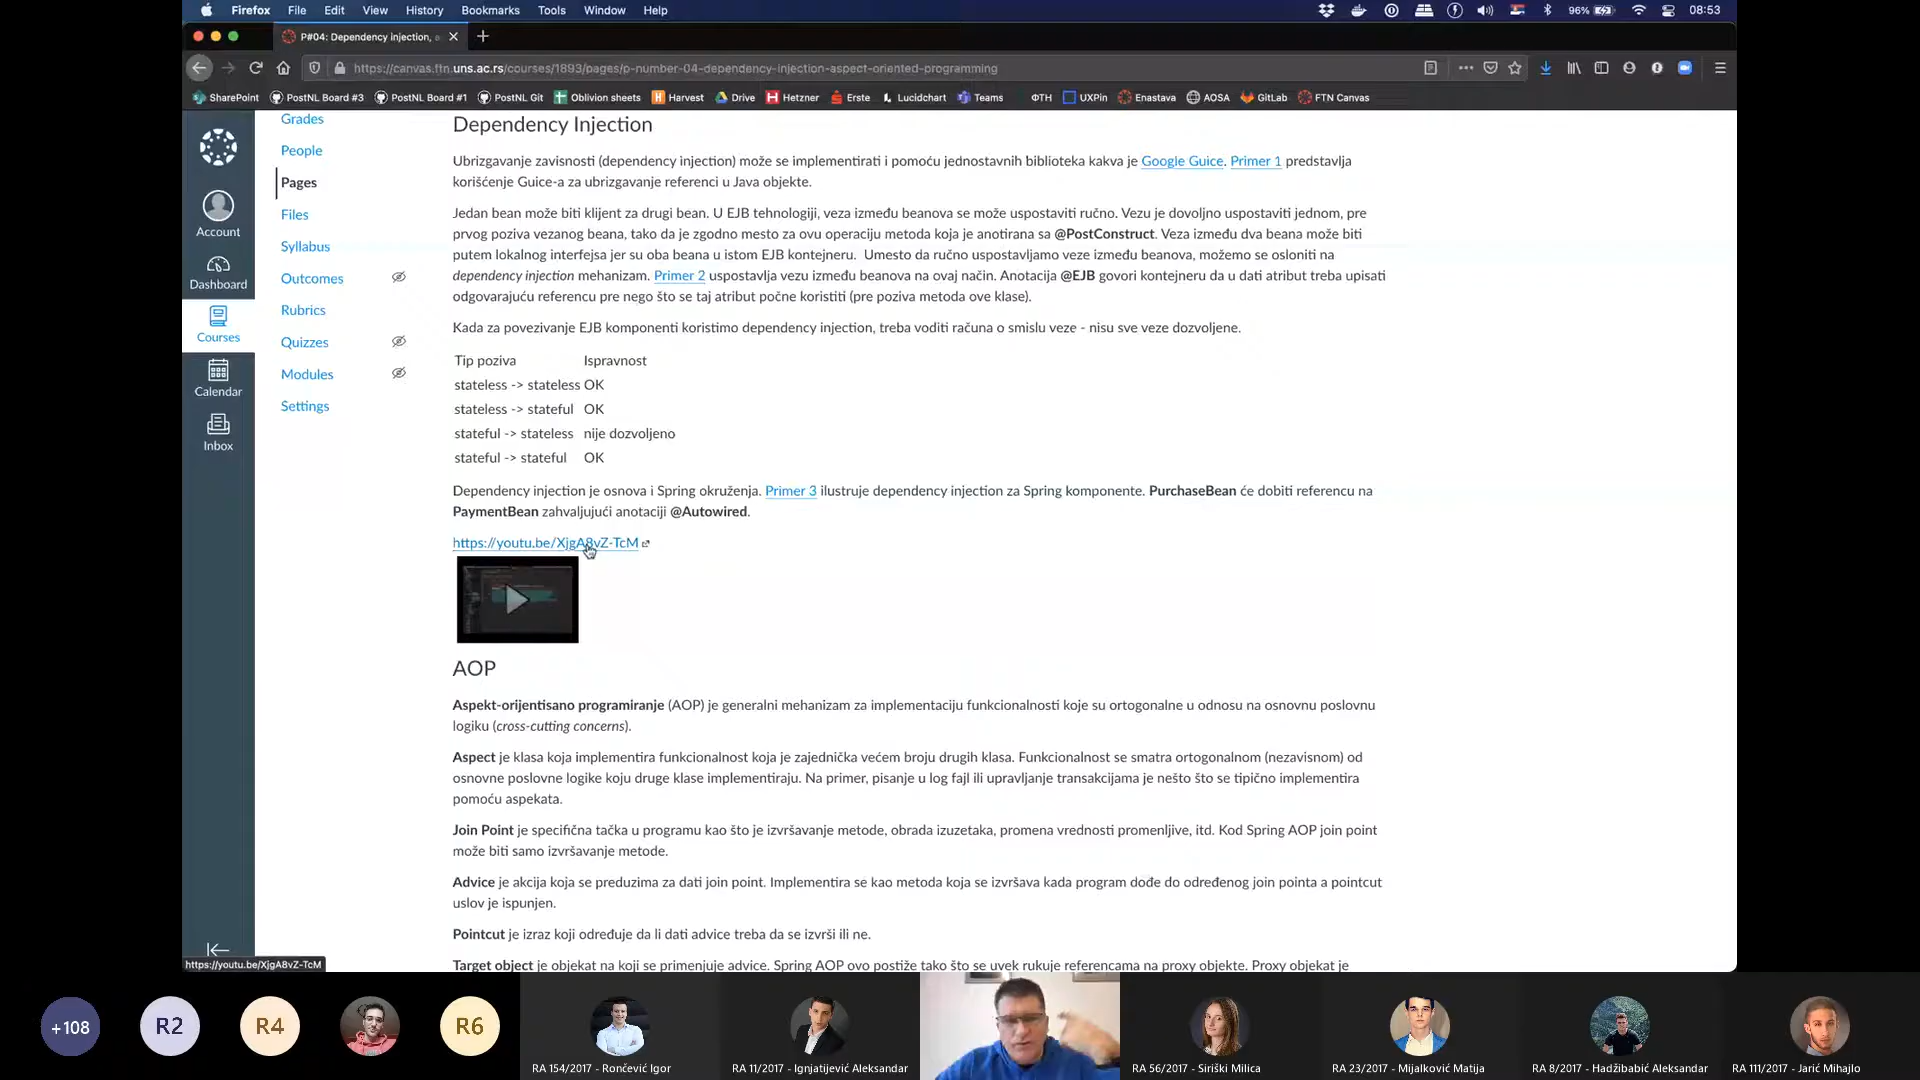 Firefox File Edit View History Bookmarks Tools Window Help 96% 08:53
P#04: Dependency injection, a
https://canvas.ftn.uns.ac.rs/courses/1893/pages/p-number-04-dependency-injection-aspect-oriented-programming
SharePoint PostNL Board #3 PostNL Board #1 PostNL Git Oblivion sheets Harvest Drive Hetzner Erste Lucidchart Teams ФТН UXPin Enastava AOSA GitLab FTN Canvas
Account
Dashboard
Courses
Calendar
Inbox
Grades
People
Pages
Files
Syllabus
Outcomes
Rubrics
Quizzes
Modules
Settings
Dependency Injection
Ubrizgavanje zavisnosti (dependency injection) može se implementirati i pomoću jednostavnih biblioteka kakva je Google Guice. Primer 1 predstavlja
korišćenje Guice-a za ubrizgavanje referenci u Java objekte.
Jedan bean može biti klijent za drugi bean. U EJB tehnologiji, veza između beanova se može uspostaviti ručno. Vezu je dovoljno uspostaviti jednom, pre
prvog poziva vezanog beana, tako da je zgodno mesto za ovu operaciju metoda koja je anotirana sa @PostConstruct. Veza između dva beana može biti
putem lokalnog interfejsa jer su oba beana u istom EJB kontejneru. Umesto da ručno uspostavljamo veze između beanova, možemo se osloniti na
dependency injection mehanizam. Primer 2 uspostavlja vezu između beanova na ovaj način. Anotacija @EJB govori kontejneru da u dati atribut treba upisati
odgovarajuću referencu pre nego što se taj atribut počne koristiti (pre poziva metoda ove klase).
Kada za povezivanje EJB komponenti koristimo dependency injection, treba voditi računa o smislu veze - nisu sve veze dozvoljene.
Tip poziva Ispravnost
stateless -> stateless OK
stateless -> stateful OK
stateful -> stateless nije dozvoljeno
stateful -> stateful OK
Dependency injection je osnova i Spring okruženja. Primer 3 ilustruje dependency injection za Spring komponente. PurchaseBean će dobiti referencu na
PaymentBean zahvaljujući anotaciji @Autowired.
https://youtu.be/XjgA8vZ-TcM
AOP
Aspekt-orijentisano programiranje (AOP) je generalni mehanizam za implementaciju funkcionalnosti koje su ortogonalne u odnosu na osnovnu poslovnu
logiku (cross-cutting concerns).
Aspect je klasa koja implementira funkcionalnost koja je zajednička većem broju drugih klasa. Funkcionalnost se smatra ortogonalnom (nezavisnom) od
osnovne poslovne logike koju druge klase implementiraju. Na primer, pisanje u log fajl ili upravljanje transakcijama je nešto što se tipično implementira
pomoću aspekata.
Join Point je specifična tačka u programu kao što je izvršavanje metode, obrada izuzetaka, promena vrednosti promenljive, itd. Kod Spring AOP join point
može biti samo izvršavanje metode.
Advice je akcija koja se preduzima za dati join point. Implementira se kao metoda koja se izvršava kada program dođe do određenog join pointa a pointcut
uslov je ispunjen.
Pointcut je izraz koji određuje da li dati advice treba da se izvrši ili ne.
Target object je objekat na koji se primenjuje advice. Spring AOP ovo postiže tako što se uvek rukuje referencama na proxy objekte. Proxy objekat je
https://youtu.be/XjgA8vZ-TcM
+108 R2 R4 R6
RA 154/2017 - Rončević Igor
RA 11/2017 - Ignjatijević Aleksandar
RA 56/2017 - Siriški Milica
RA 23/2017 - Mijalković Matija
RA 8/2017 - Hadžibabić Aleksandar
RA 111/2017 - Jarić Mihajlo